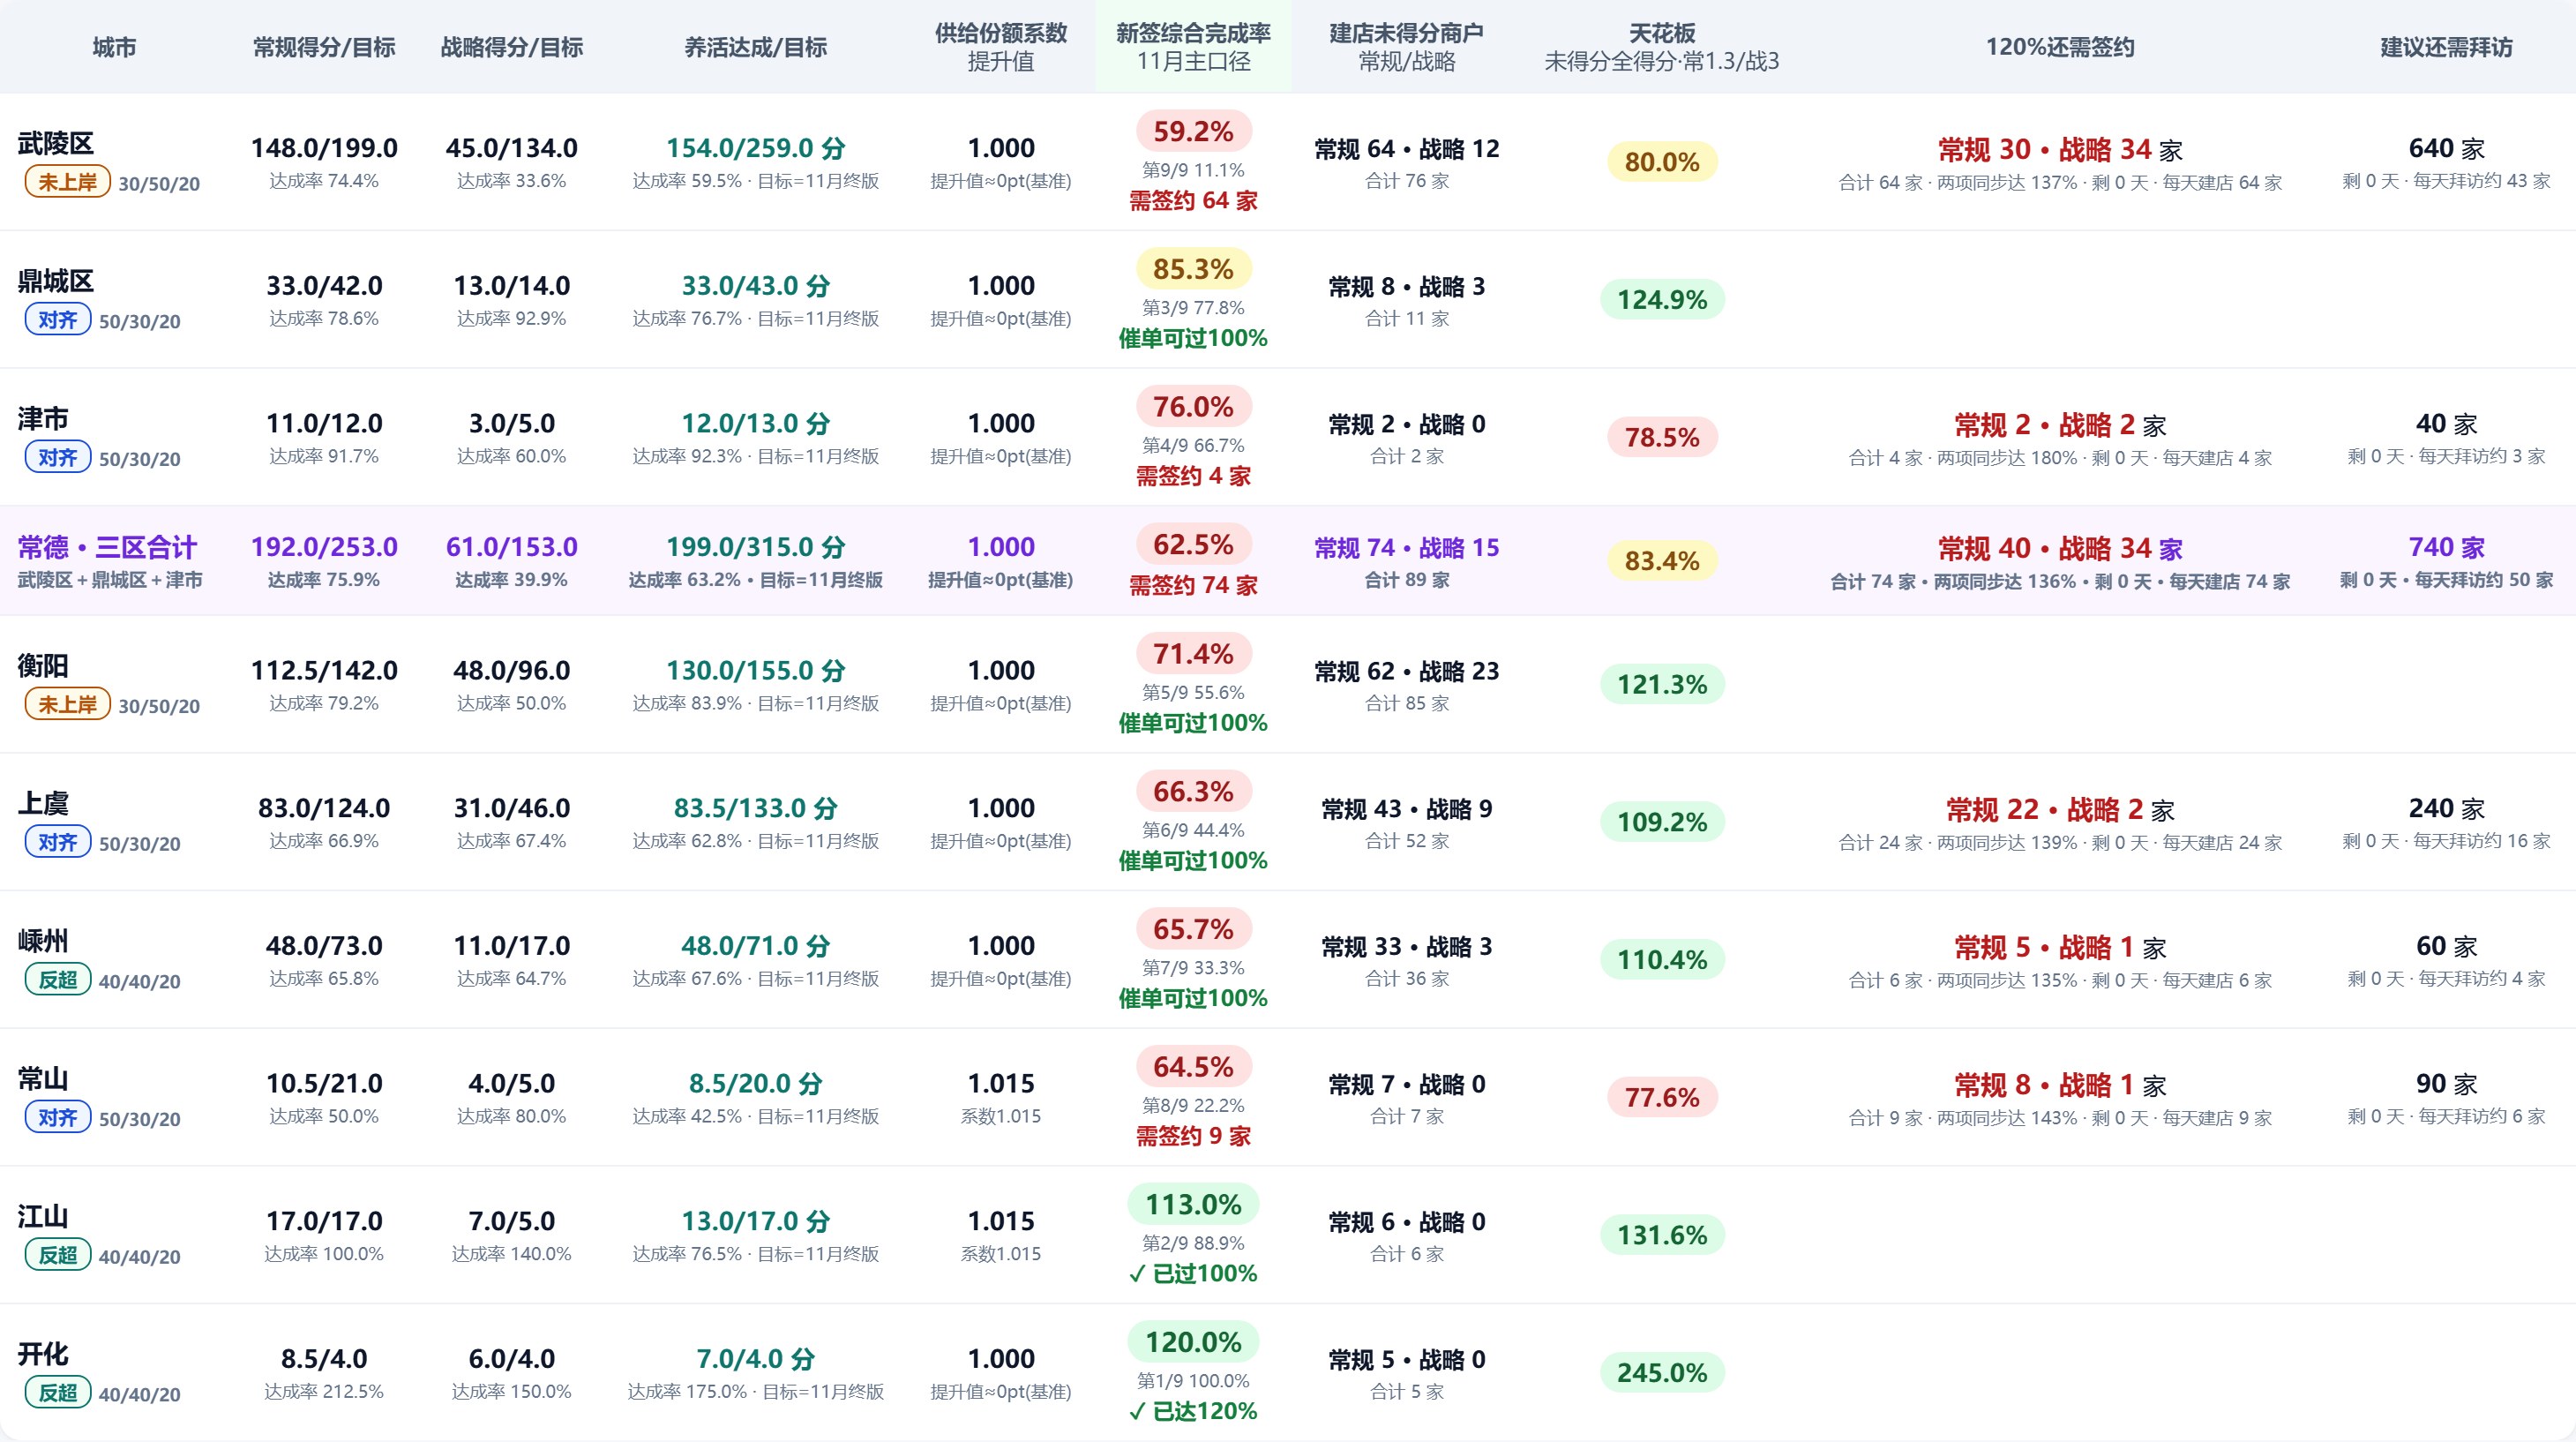 城市
常规得分/目标
战略得分/目标
养活达成/目标
供给份额系数
提升值
新签综合完成率
11月主口径
建店未得分商户
常规/战略
天花板
未得分全得分·常1.3/战3
120%还需签约
建议还需拜访
武陵区
未上岸 30/50/20
148.0/199.0
达成率 74.4%
45.0/134.0
达成率 33.6%
154.0/259.0 分
达成率 59.5% · 目标=11月终版
1.000
提升值≈0pt(基准)
59.2%
第9/9 11.1%
需签约 64 家
常规 64 · 战略 12
合计 76 家
80.0%
常规 30 · 战略 34 家
合计 64 家 · 两项同步达 137% · 剩 0 天 · 每天建店 64 家
640 家
剩 0 天 · 每天拜访约 43 家
鼎城区
对齐 50/30/20
33.0/42.0
达成率 78.6%
13.0/14.0
达成率 92.9%
33.0/43.0 分
达成率 76.7% · 目标=11月终版
1.000
提升值≈0pt(基准)
85.3%
第3/9 77.8%
催单可过100%
常规 8 · 战略 3
合计 11 家
124.9%
津市
对齐 50/30/20
11.0/12.0
达成率 91.7%
3.0/5.0
达成率 60.0%
12.0/13.0 分
达成率 92.3% · 目标=11月终版
1.000
提升值≈0pt(基准)
76.0%
第4/9 66.7%
需签约 4 家
常规 2 · 战略 0
合计 2 家
78.5%
常规 2 · 战略 2 家
合计 4 家 · 两项同步达 180% · 剩 0 天 · 每天建店 4 家
40 家
剩 0 天 · 每天拜访约 3 家
常德 · 三区合计
武陵区+鼎城区+津市
192.0/253.0
达成率 75.9%
61.0/153.0
达成率 39.9%
199.0/315.0 分
达成率 63.2% · 目标=11月终版
1.000
提升值≈0pt(基准)
62.5%
需签约 74 家
常规 74 · 战略 15
合计 89 家
83.4%
常规 40 · 战略 34 家
合计 74 家 · 两项同步达 136% · 剩 0 天 · 每天建店 74 家
740 家
剩 0 天 · 每天拜访约 50 家
衡阳
未上岸 30/50/20
112.5/142.0
达成率 79.2%
48.0/96.0
达成率 50.0%
130.0/155.0 分
达成率 83.9% · 目标=11月终版
1.000
提升值≈0pt(基准)
71.4%
第5/9 55.6%
催单可过100%
常规 62 · 战略 23
合计 85 家
121.3%
上虞
对齐 50/30/20
83.0/124.0
达成率 66.9%
31.0/46.0
达成率 67.4%
83.5/133.0 分
达成率 62.8% · 目标=11月终版
1.000
提升值≈0pt(基准)
66.3%
第6/9 44.4%
催单可过100%
常规 43 · 战略 9
合计 52 家
109.2%
常规 22 · 战略 2 家
合计 24 家 · 两项同步达 139% · 剩 0 天 · 每天建店 24 家
240 家
剩 0 天 · 每天拜访约 16 家
嵊州
反超 40/40/20
48.0/73.0
达成率 65.8%
11.0/17.0
达成率 64.7%
48.0/71.0 分
达成率 67.6% · 目标=11月终版
1.000
提升值≈0pt(基准)
65.7%
第7/9 33.3%
催单可过100%
常规 33 · 战略 3
合计 36 家
110.4%
常规 5 · 战略 1 家
合计 6 家 · 两项同步达 135% · 剩 0 天 · 每天建店 6 家
60 家
剩 0 天 · 每天拜访约 4 家
常山
对齐 50/30/20
10.5/21.0
达成率 50.0%
4.0/5.0
达成率 80.0%
8.5/20.0 分
达成率 42.5% · 目标=11月终版
1.015
系数1.015
64.5%
第8/9 22.2%
需签约 9 家
常规 7 · 战略 0
合计 7 家
77.6%
常规 8 · 战略 1 家
合计 9 家 · 两项同步达 143% · 剩 0 天 · 每天建店 9 家
90 家
剩 0 天 · 每天拜访约 6 家
江山
反超 40/40/20
17.0/17.0
达成率 100.0%
7.0/5.0
达成率 140.0%
13.0/17.0 分
达成率 76.5% · 目标=11月终版
1.015
系数1.015
113.0%
第2/9 88.9%
✓ 已过100%
常规 6 · 战略 0
合计 6 家
131.6%
开化
反超 40/40/20
8.5/4.0
达成率 212.5%
6.0/4.0
达成率 150.0%
7.0/4.0 分
达成率 175.0% · 目标=11月终版
1.000
提升值≈0pt(基准)
120.0%
第1/9 100.0%
✓ 已达120%
常规 5 · 战略 0
合计 5 家
245.0%